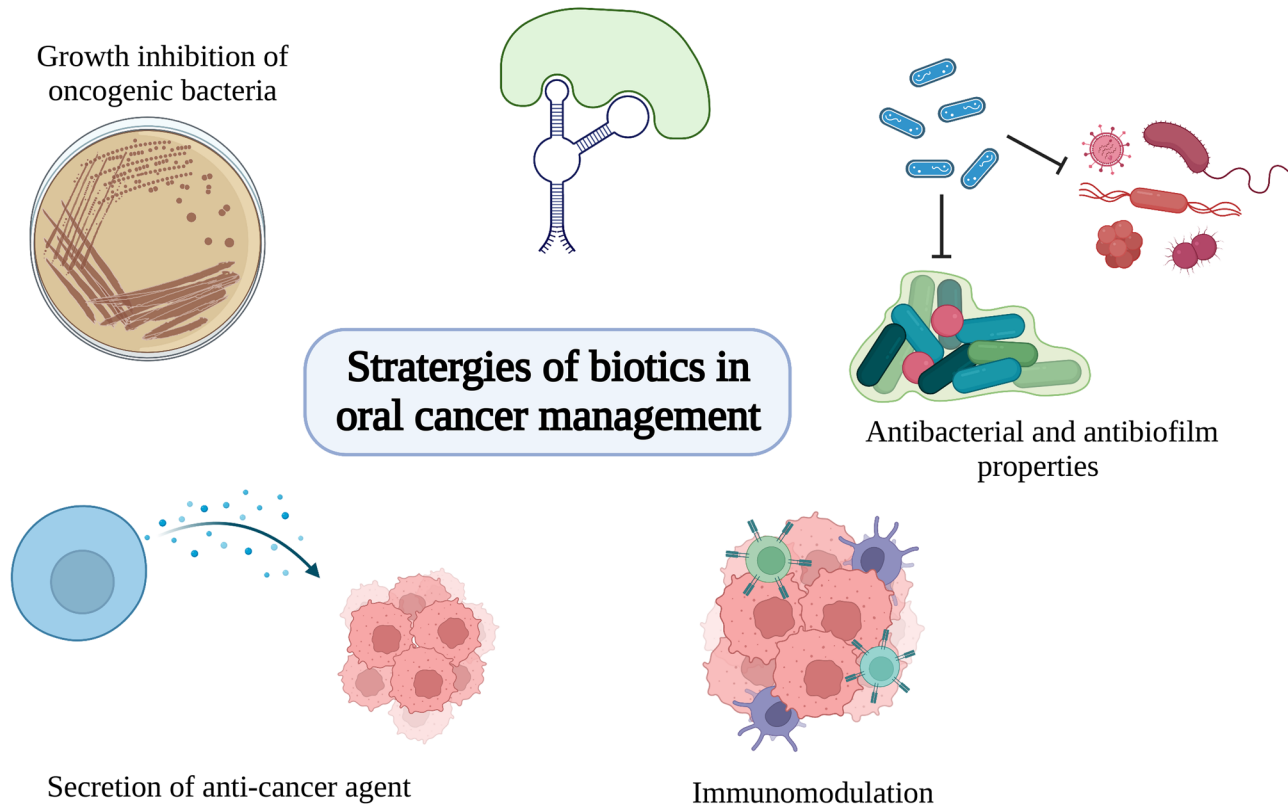 Growth inhibition of
oncogenic bacteria
Stratergies of biotics in
oral cancer management
Antibacterial and antibiofilm
properties
Secretion of anti-cancer agent
Immunomodulation